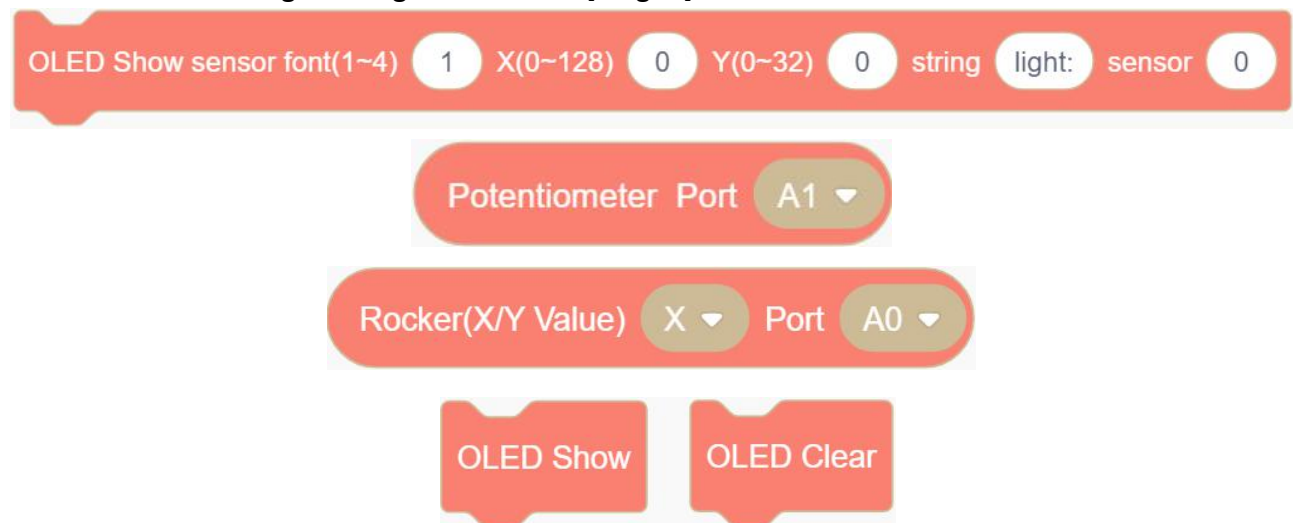 OLED Show sensor font(1~4) 1 X(0~128) 0 Y(0~32) 0 string light: sensor 0
Potentiometer Port A1
Rocker(X/Y Value) X Port A0
OLED Show OLED Clear